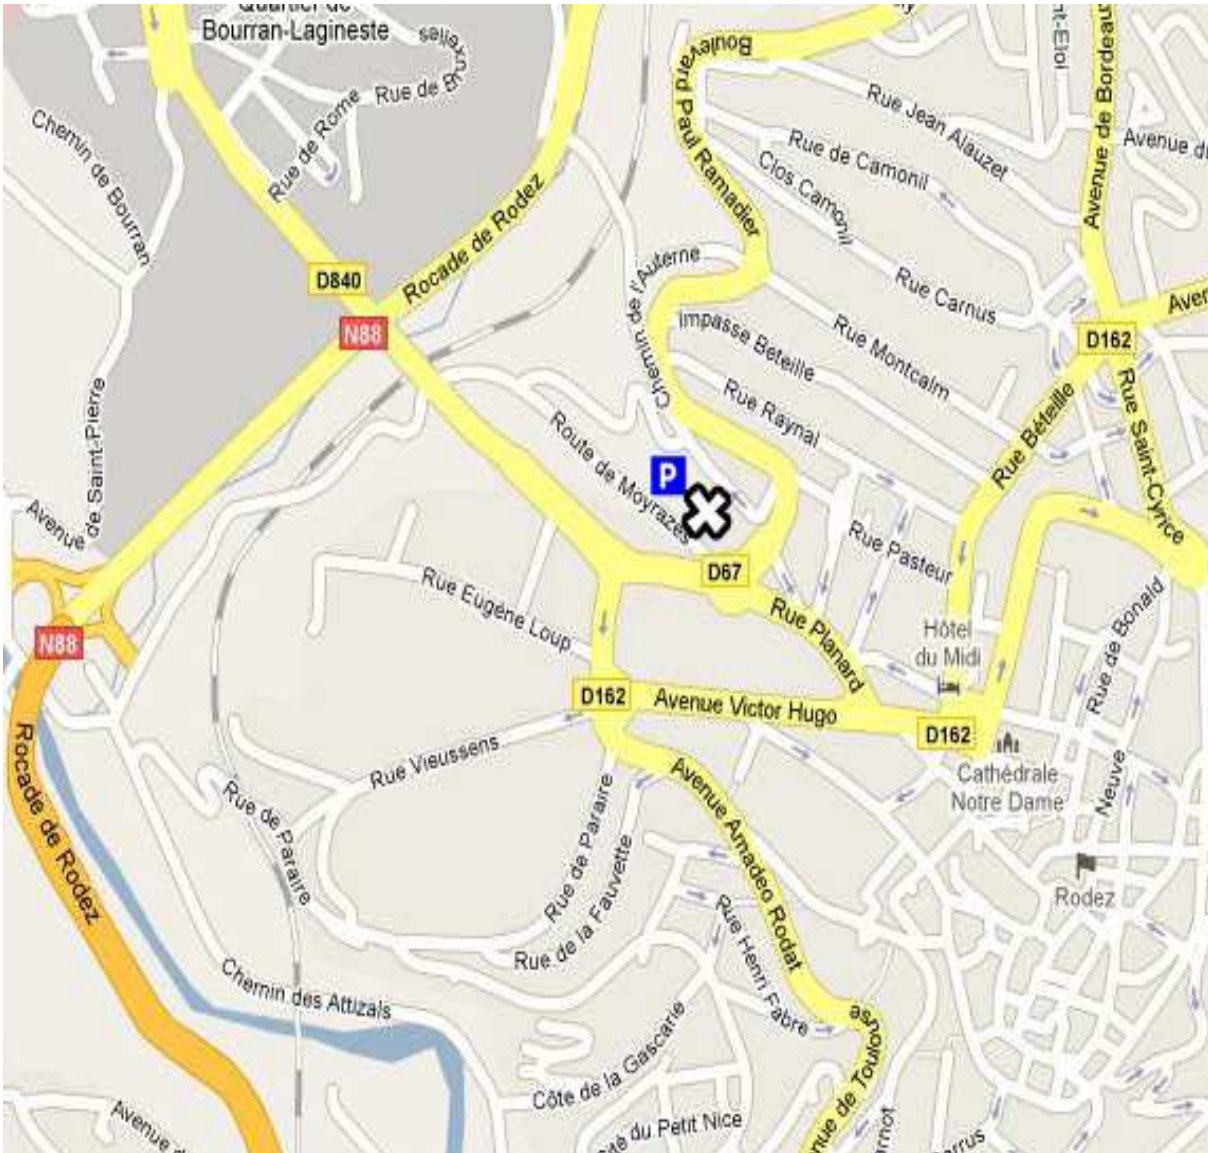 Quartier de
Bourran-Lagineste
Rue de Rome
Chemin de Bourran
Boulevard Paul Ramadier
Rue Jean Alauzet
Rue de Camonil
Clos Camonil
Avenue de Bordeaux
Rocade de Rodez
D840
N88
Chemin de l'Auterne
Rue Carnus
Impasse Beteille
Rue Montcalm
D162
Rue Raynal
Rue Béteille
Rue Saint-Cyrice
de Saint-Pierre
Avenue
Route de Moyrazès
P
Rue Pasteur
D67
Rue Eugène Loup
Rue Planard
Hôtel
du Midi
Rue de Bonald
N88
D162
Avenue Victor Hugo
D162
Rue Vieussens
Cathédrale
Notre Dame
Neuve
Rocade de Rodez
Rue de Paraire
Avenue Amadeo Rodat
Rue de Paraire
Rue de la Fauvette
Rodez
Rue Henri Fabre
Chemin des Attizals
Côte de la Gascarie
du Petit Nice
Avenue